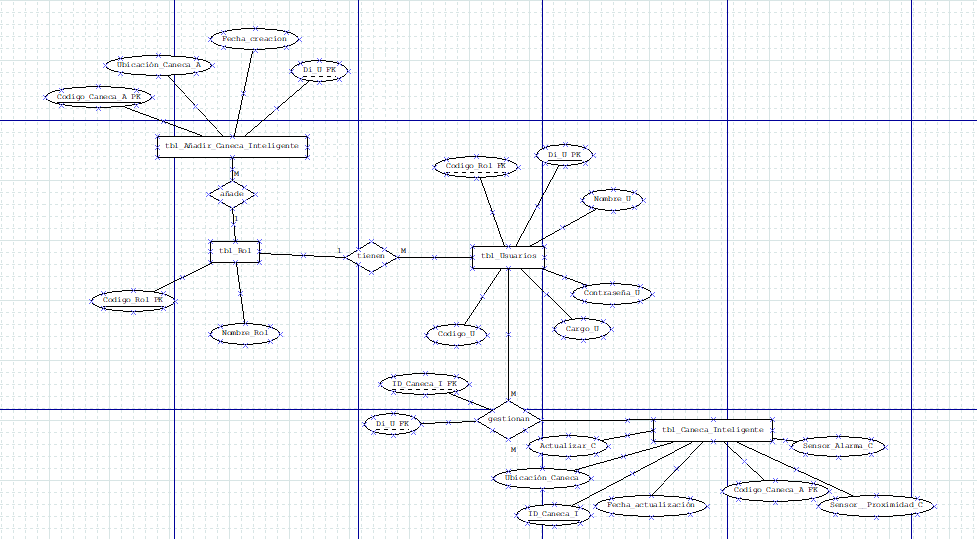 Fecha_creacion
Ubicación_Caneca_A
Di_U_FK
Codigo_Caneca_A_PK
tbl_Añadir_Caneca_Inteligente
M
añade
1
tbl_Rol
1
tienen
M
Codigo_Rol_PK
Nombre_Rol
Codigo_Rol_FK
Di_U_PK
Nombre_U
tbl_Usuarios
Contraseña_U
Cargo_U
Codigo_U
ID_Caneca_I_FK
M
Di_U_FK
gestionan
M
tbl_Caneca_Inteligente
Actualizar_C
Sensor_Alarma_C
Ubicación_Caneca
Codigo_Caneca_A_FK
ID_Caneca_I
Fecha_actualización
Sensor__Proximidad_C